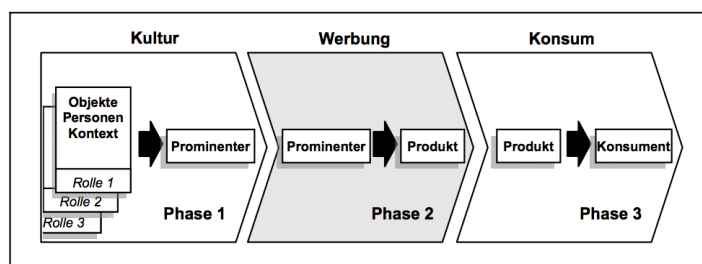 Kultur
Werbung
Konsum
Objekte
Personen
Kontext
Rolle 1
Rolle 2
Rolle 3
Prominenter
Phase 1
Prominenter
Produkt
Phase 2
Produkt
Konsument
Phase 3